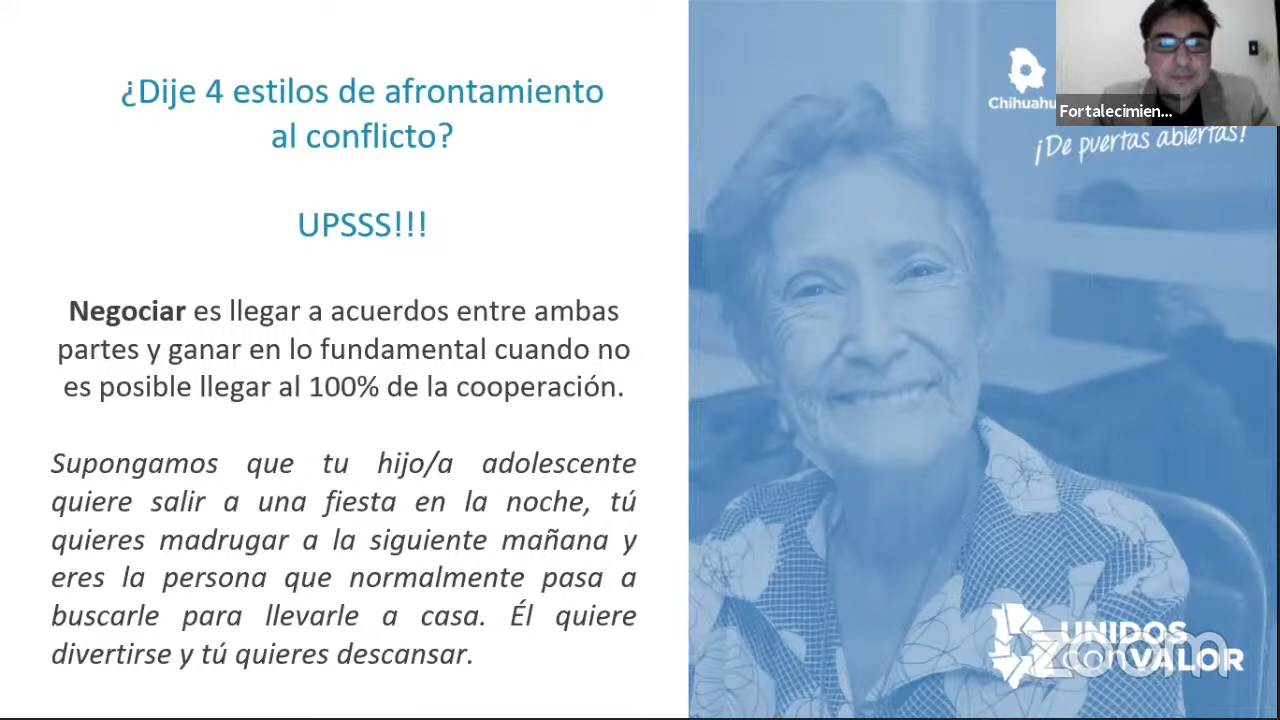 ¿Dije 4 estilos de afrontamiento
al conflicto?
UPSSS!!!
Negociar es llegar a acuerdos entre ambas
partes y ganar en lo fundamental cuando no
es posible llegar al 100% de la cooperación.
Supongamos que tu hijo/a adolescente
quiere salir a una fiesta en la noche, tú
quieres madrugar a la siguiente mañana y
eres la persona que normalmente pasa a
buscarle para llevarle a casa. Él quiere
divertirse y tú quieres descansar.
Chihuahu
Fortalecimien...
¡De puertas abiertas!
UNIDOS
conVALOR
zoom